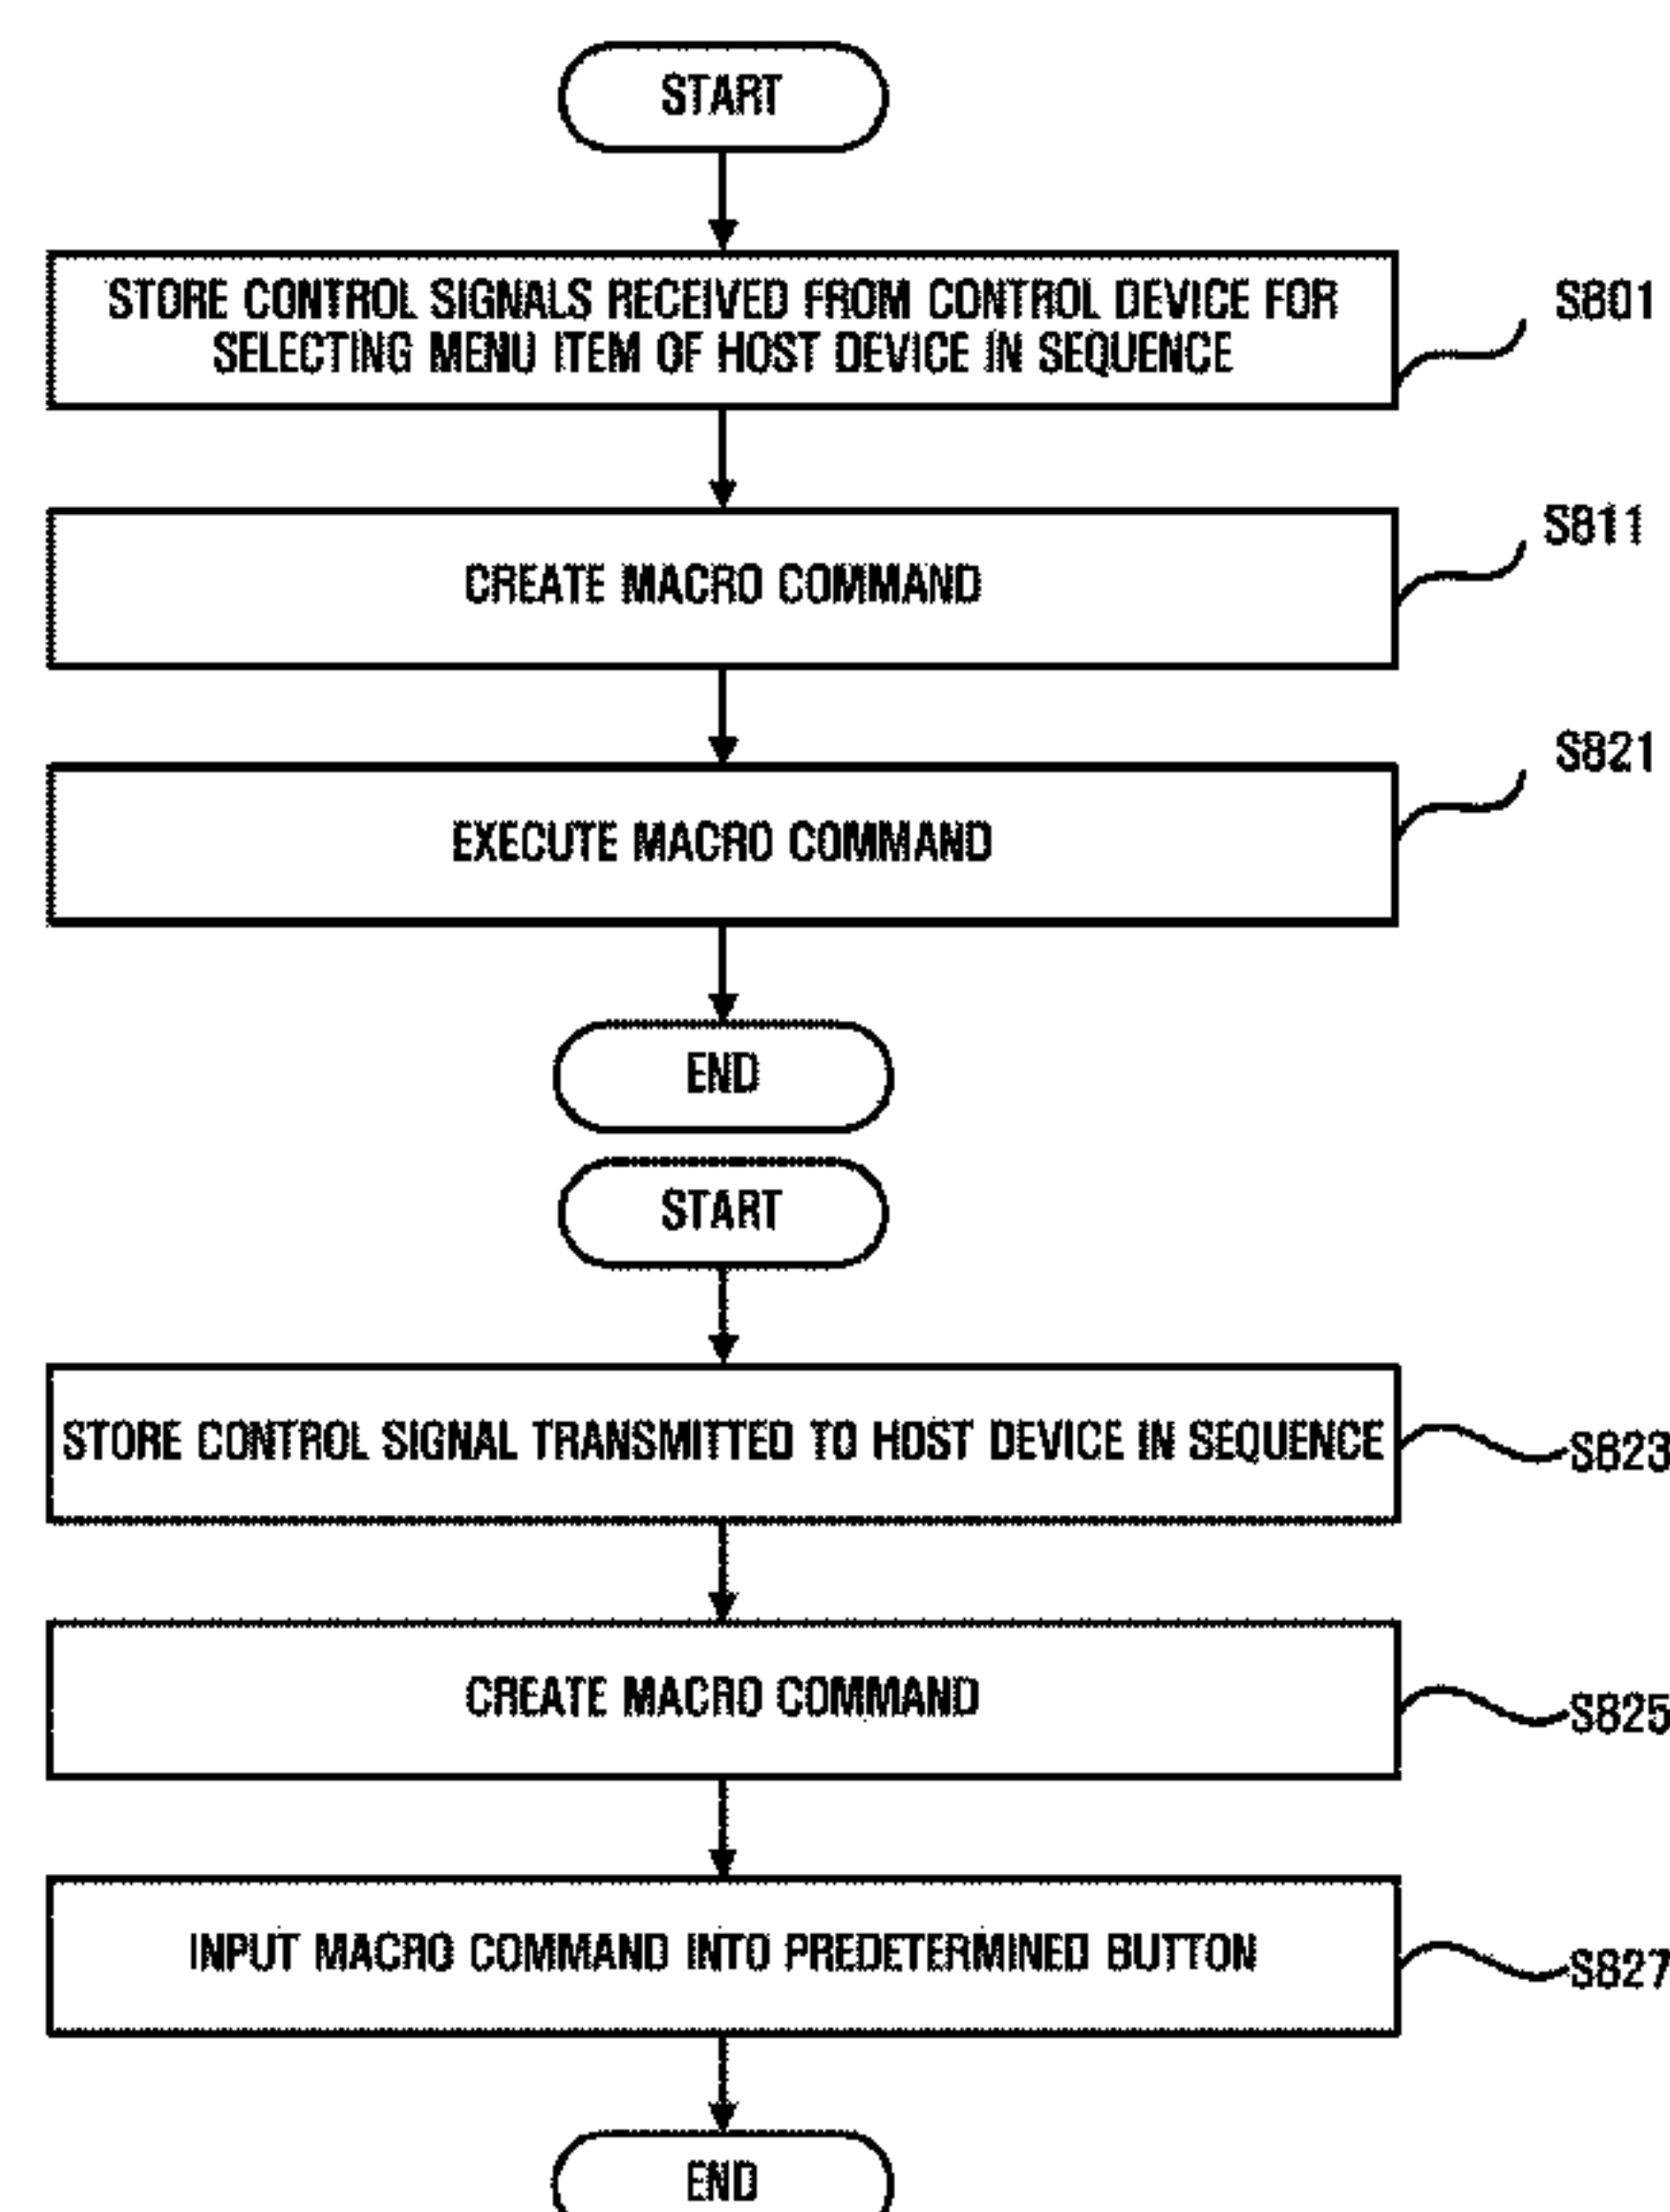 START
STORE CONTROL SIGNALS RECEIVED FROM CONTROL DEVICE FOR
SELECTING MENU ITEM OF HOST DEVICE IN SEQUENCE
S801
CREATE MACRO COMMAND
S811
EXECUTE MACRO COMMAND
S821
END
START
STORE CONTROL SIGNAL TRANSMITTED TO HOST DEVICE IN SEQUENCE
S823
CREATE MACRO COMMAND
S825
INPUT MACRO COMMAND INTO PREDETERMINED BUTTON
S827
END